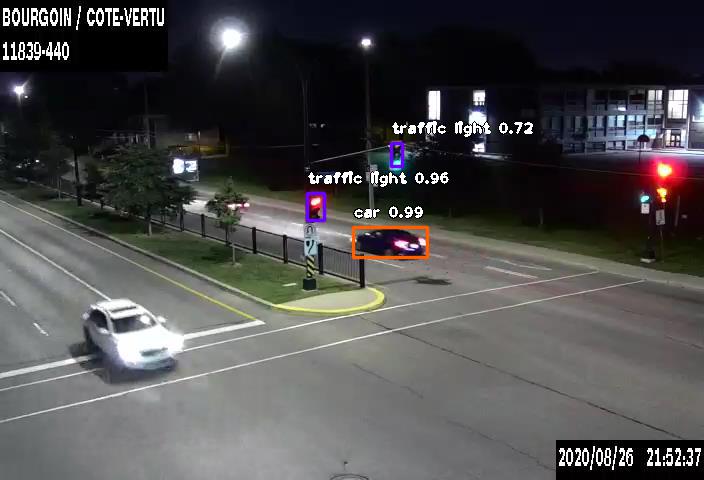 BOURGOIN / COTE-VERTU
11839-440
traffic light 0.72
traffic light 0.96
car 0.99
2020/08/26 21:52:37